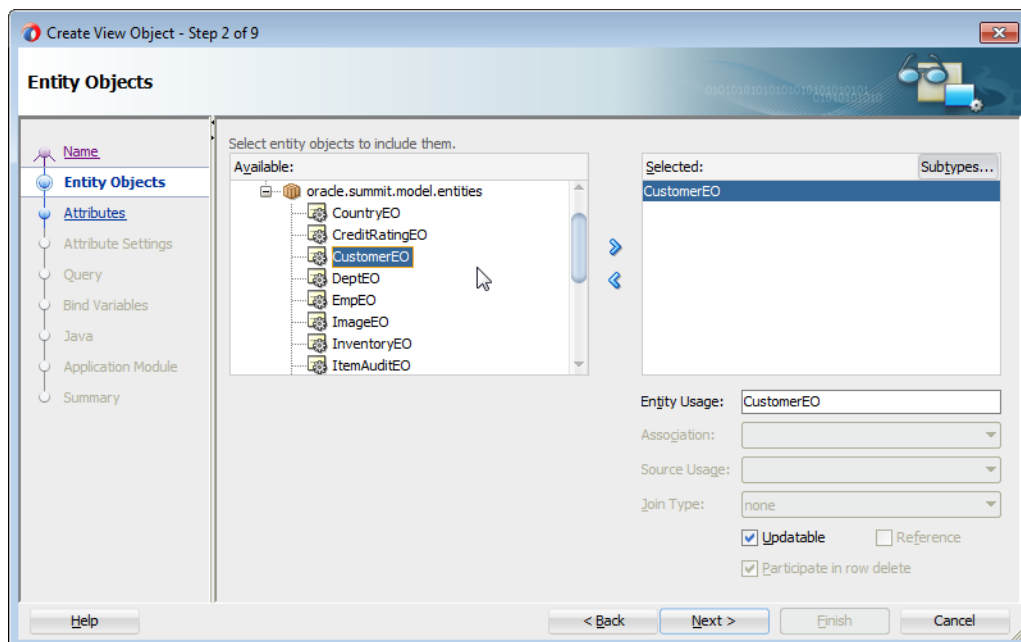 Create View Object - Step 2 of 9
Entity Objects
Name
Entity Objects
Attributes
Attribute Settings
Query
Bind Variables
Java
Application Module
Summary
Select entity objects to include them.
Available:
oracle.summit.model.entities
CountryEO
CreditRatingEO
CustomerEO
DeptEO
EmpEO
ImageEO
InventoryEO
ItemAuditEO
Selected:
Subtypes...
CustomerEO
Entity Usage: CustomerEO
Association:
Source Usage:
Join Type: none
Updatable Reference
Participate in row delete
Help < Back Next > Finish Cancel